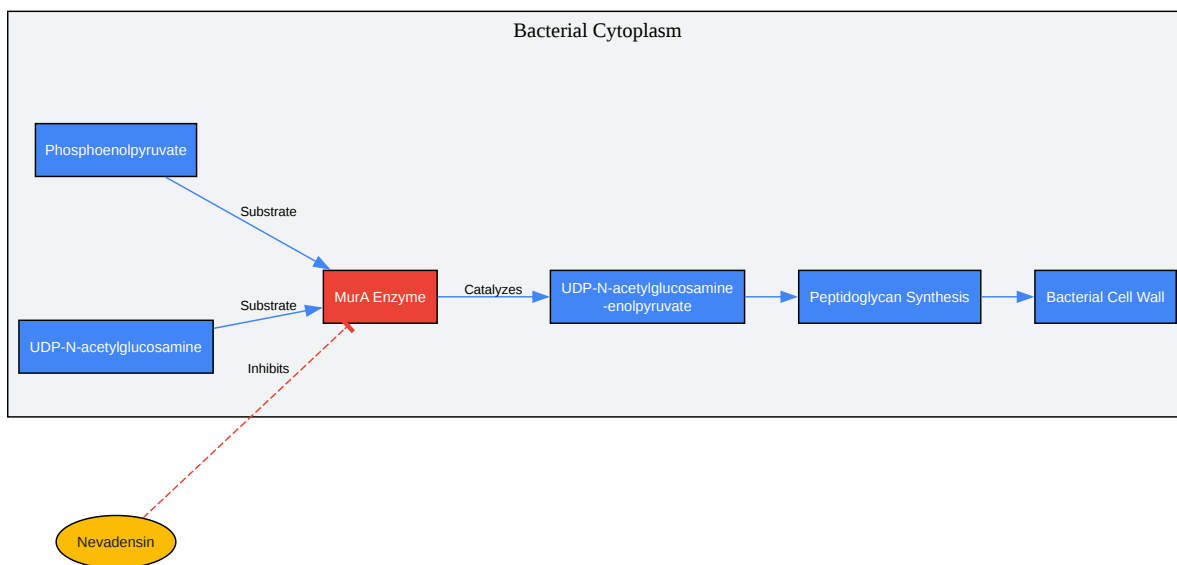 Bacterial Cytoplasm
Phosphoenolpyruvate
Substrate
MurA Enzyme
Catalyzes
UDP-N-acetylglucosamine
-enolpyruvate
Peptidoglycan Synthesis
Bacterial Cell Wall
Substrate
UDP-N-acetylglucosamine
Inhibits
Nevadensin